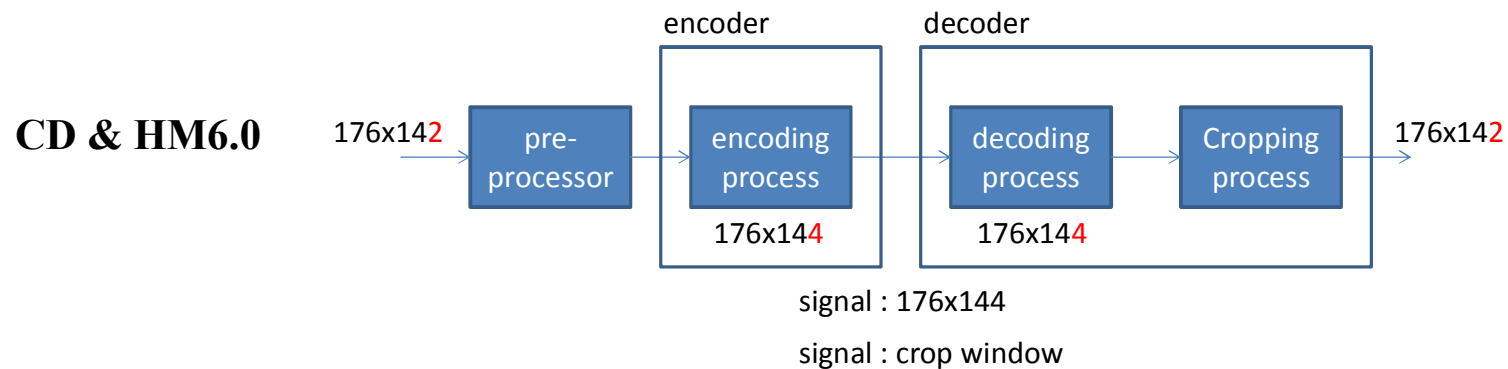 encoder
decoder
CD & HM6.0
176x142
pre-
processor
encoding
process
decoding
process
Cropping
process
176x142
176x144
176x144
signal : 176x144
signal : crop window